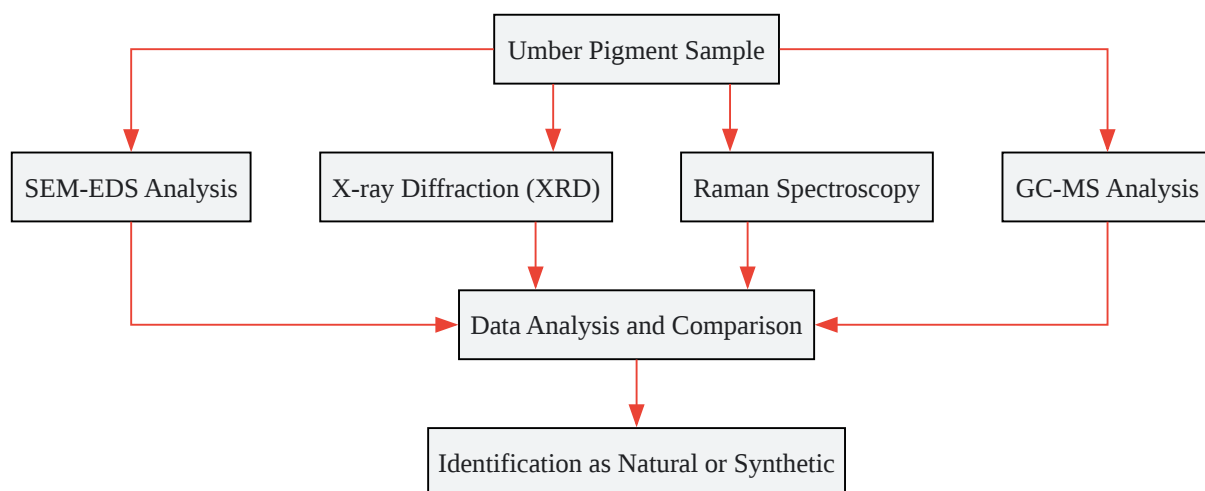 Umber Pigment Sample
SEM-EDS Analysis
X-ray Diffraction (XRD)
Raman Spectroscopy
GC-MS Analysis
Data Analysis and Comparison
Identification as Natural or Synthetic